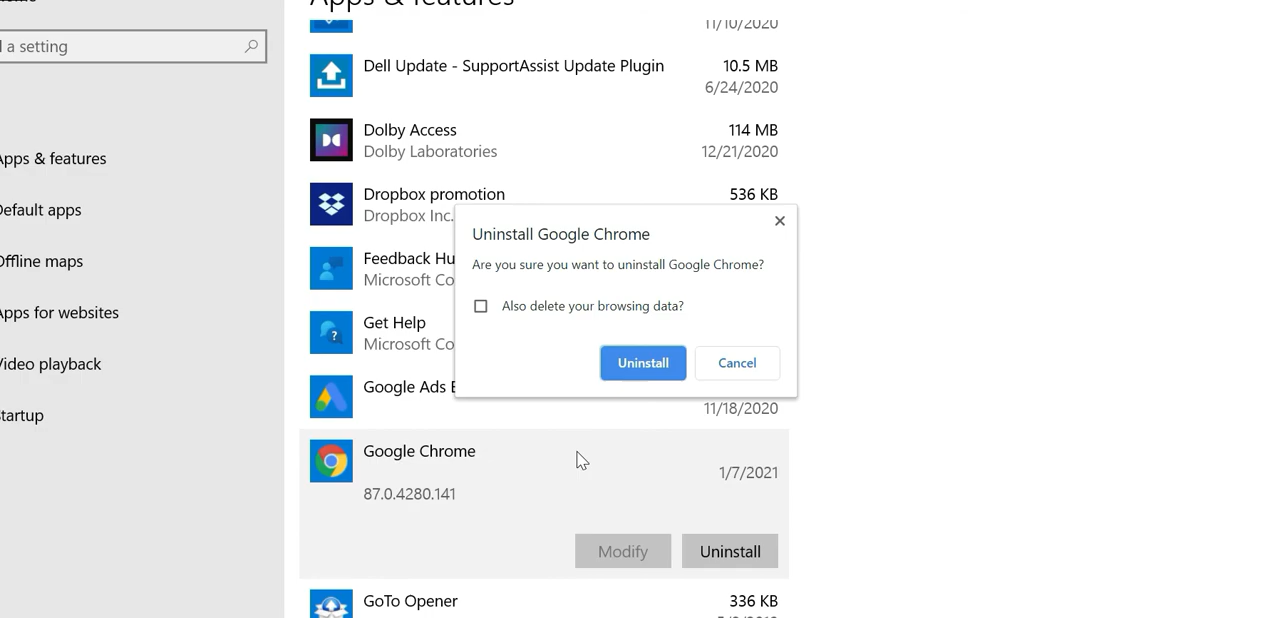 a setting
Apps & features
Default apps
Offline maps
Apps for websites
Video playback
Startup
Apps & features
11/10/2020
Dell Update - SupportAssist Update Plugin 10.5 MB
6/24/2020
Dolby Access 114 MB
Dolby Laboratories 12/21/2020
Dropbox promotion 536 KB
Dropbox Inc.
Feedback Hu
Microsoft Co
Get Help
Microsoft Co
Google Ads
11/18/2020
Uninstall Google Chrome
Are you sure you want to uninstall Google Chrome?
Also delete your browsing data?
Uninstall Cancel
Google Chrome
1/7/2021
87.0.4280.141
Modify Uninstall
GoTo Opener 336 KB